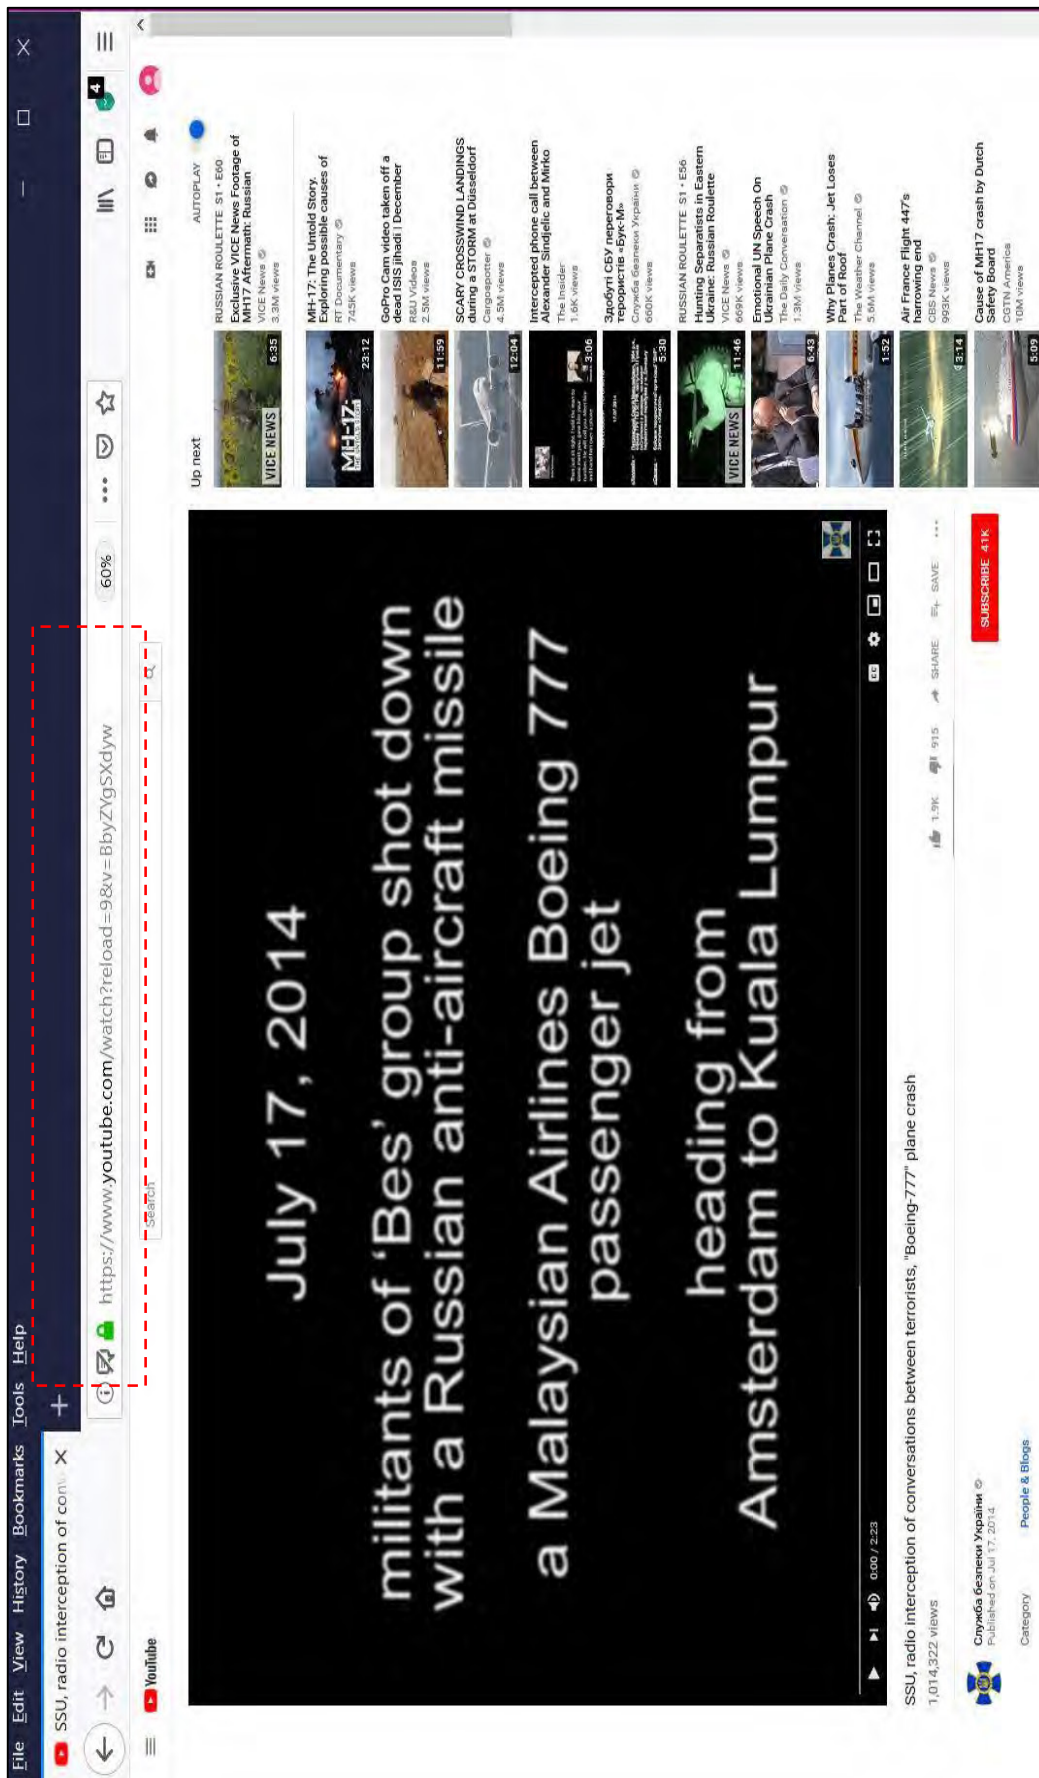 File Edit View History Bookmarks Tools Help
SSU, radio interception of conv
https://www.youtube.com/watch?reload=9&v=BbyZYgSXdyw
60%
4
YouTube
Search
July 17, 2014
militants of ‘Bes’ group shot down
with a Russian anti-aircraft missile
a Malaysian Airlines Boeing 777
passenger jet
heading from
Amsterdam to Kuala Lumpur
0:00 / 2:23
CC
SSU, radio interception of conversations between terrorists, "Boeing-777" plane crash
1,014,322 views
1.9K 915 SHARE SAVE
Служба безпеки України
Published on Jul 17, 2014
SUBSCRIBE 41K
Category People & Blogs
Up next
AUTOPLAY
VICE NEWS
6:35
RUSSIAN ROULETTE S1 • E60
Exclusive VICE News Footage of
MH17 Aftermath: Russian
VICE News
3.3M views
MH-17:
23:12
MH-17: The Untold Story.
Exploring possible causes of
RT Documentary
745K views
11:59
GoPro Cam video taken off a
dead ISIS jihadi | December
R&U Videos
2.5M views
12:04
SCARY CROSSWIND LANDINGS
during a STORM at Düsseldorf
Cargospotter
4.5M views
3:06
Intercepted phone call between
Alexander Sindjelic and Mirko
The Insider
1.6K views
5:30
Здобуті СБУ переговори
терористів «Бук-М»
Служба безпеки України
660K views
VICE NEWS
11:46
RUSSIAN ROULETTE S1 • E56
Hunting Separatists in Eastern
Ukraine: Russian Roulette
VICE News
669K views
6:43
Emotional UN Speech On
Ukrainian Plane Crash
The Daily Conversation
1.3M views
1:52
Why Planes Crash: Jet Loses
Part of Roof
The Weather Channel
5.6M views
3:14
Air France Flight 447's
harrowing end
CBS News
993K views
5:09
Cause of MH17 crash by Dutch
Safety Board
CGTN America
10M views